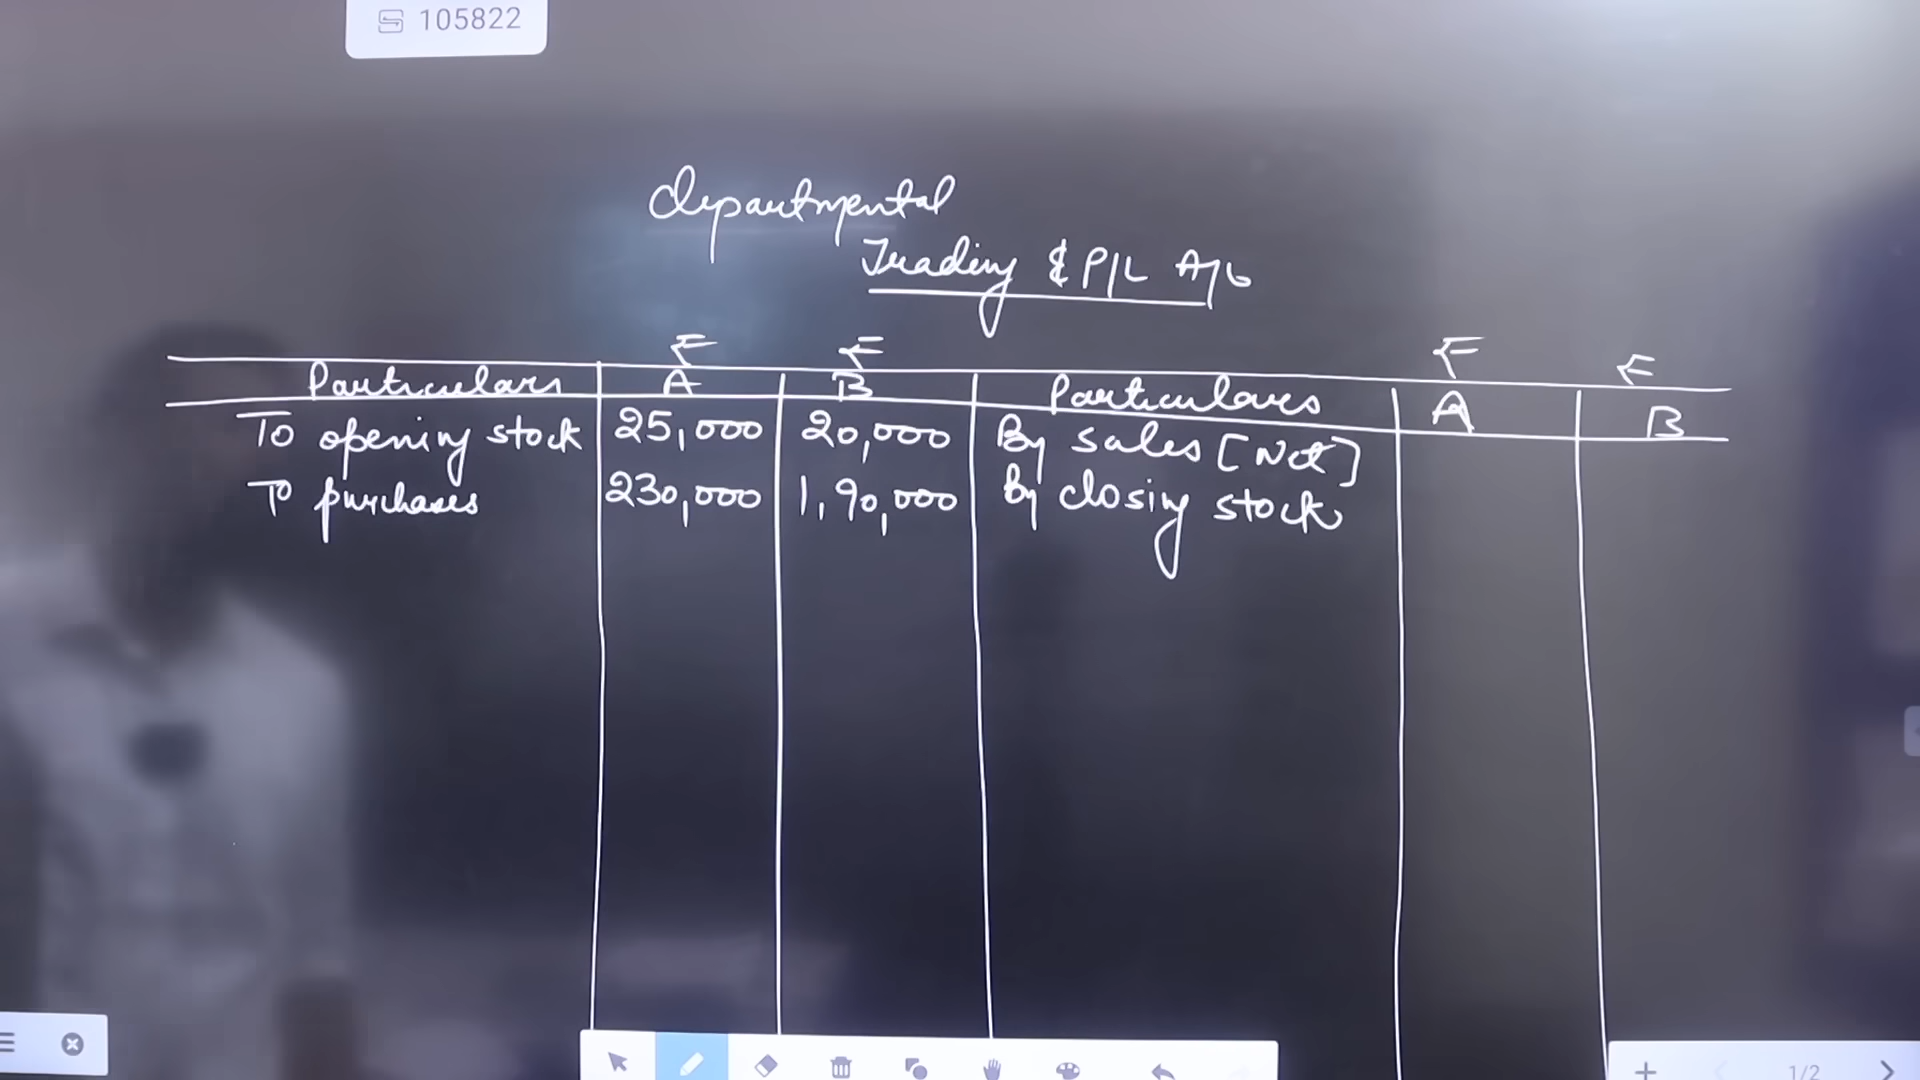 105822
departmental
Trading & P/L A/c
₹ ₹ ₹ ₹
Particulars A B Particulars A B
To opening stock 25,000 20,000 By sales [Net]
To purchases 230,000 1,90,000 By closing stock
1/2